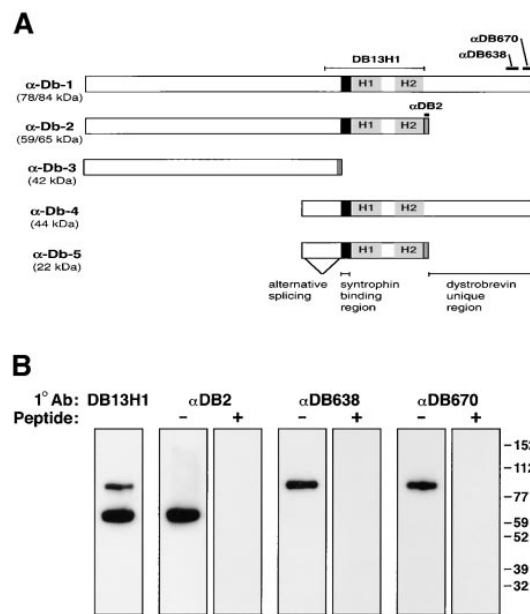 A
DB13H1
αDB670
αDB638
α-Db-1
(78/84 kDa)
H1 H2
αDB2
α-Db-2
(59/65 kDa)
H1 H2
α-Db-3
(42 kDa)
α-Db-4
(44 kDa)
H1 H2
α-Db-5
(22 kDa)
H1 H2
alternative splicing
syntrophin binding region
dystrobrevin unique region
B
1° Ab: DB13H1 αDB2 αDB638 αDB670
Peptide: – + – + – +
–152
–112
–77
–59
–52
–39
–32